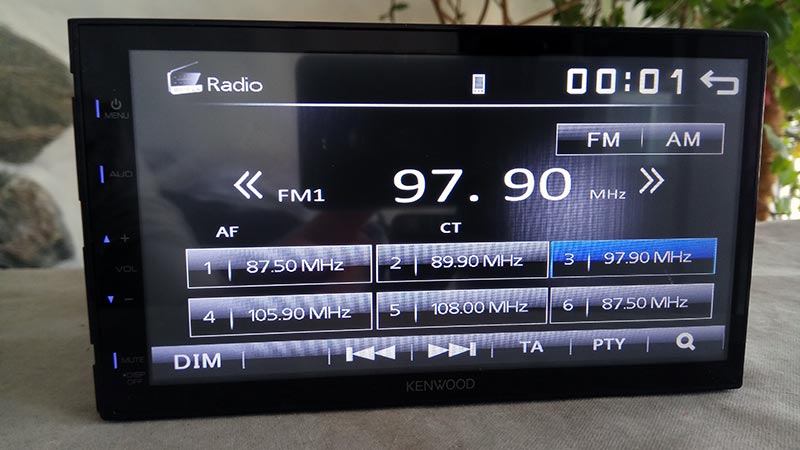 Radio 00:01
MENU
FM AM
AUD
FM1 97.90 MHz
AF CT
1 87.50 MHz 2 89.90 MHz 3 97.90 MHz
VOL
4 105.90 MHz 5 108.00 MHz 6 87.50 MHz
DIM TA PTY
MUTE
•DISP
OFF
KENWOOD